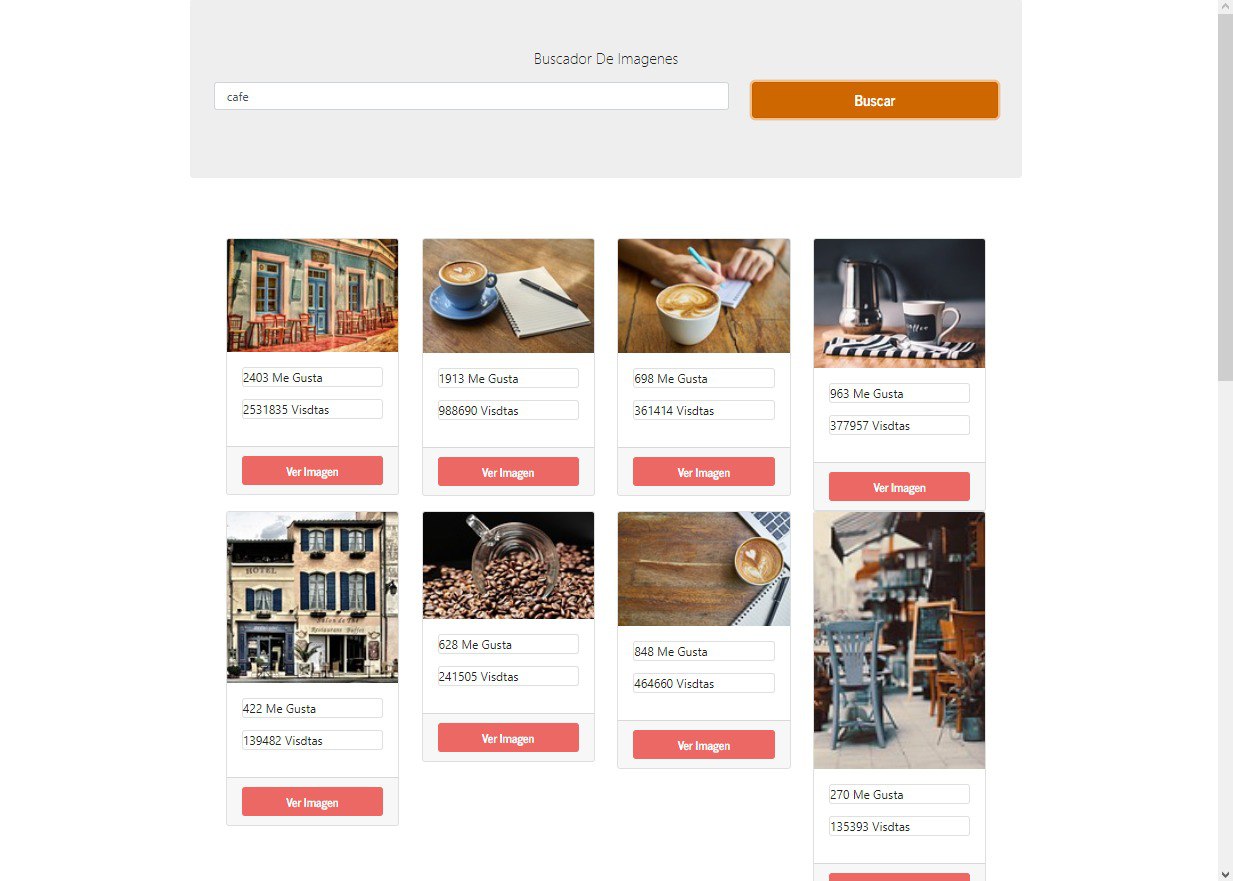 Buscador De Imagenes
cafe
Buscar
2403 Me Gusta
2531835 Visdtas
Ver Imagen
1913 Me Gusta
988690 Visdtas
Ver Imagen
698 Me Gusta
361414 Visdtas
Ver Imagen
coffee
963 Me Gusta
377957 Visdtas
Ver Imagen
HOTEL
Salon de Thé
Restaurant Buffet
422 Me Gusta
139482 Visdtas
Ver Imagen
628 Me Gusta
241505 Visdtas
Ver Imagen
848 Me Gusta
464660 Visdtas
Ver Imagen
270 Me Gusta
135393 Visdtas